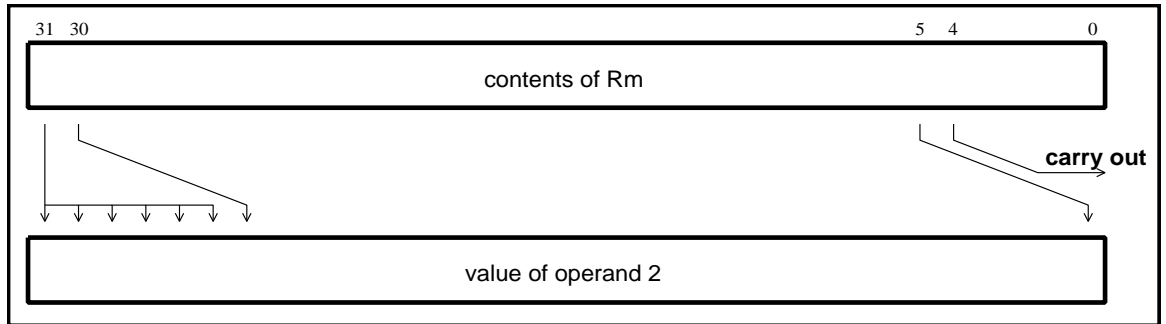 31 30 5 4 0
contents of Rm
carry out
value of operand 2